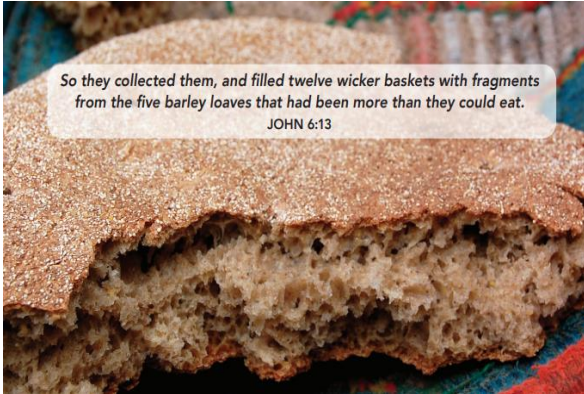 So they collected them, and filled twelve wicker baskets with fragments
from the five barley loaves that had been more than they could eat.
JOHN 6:13